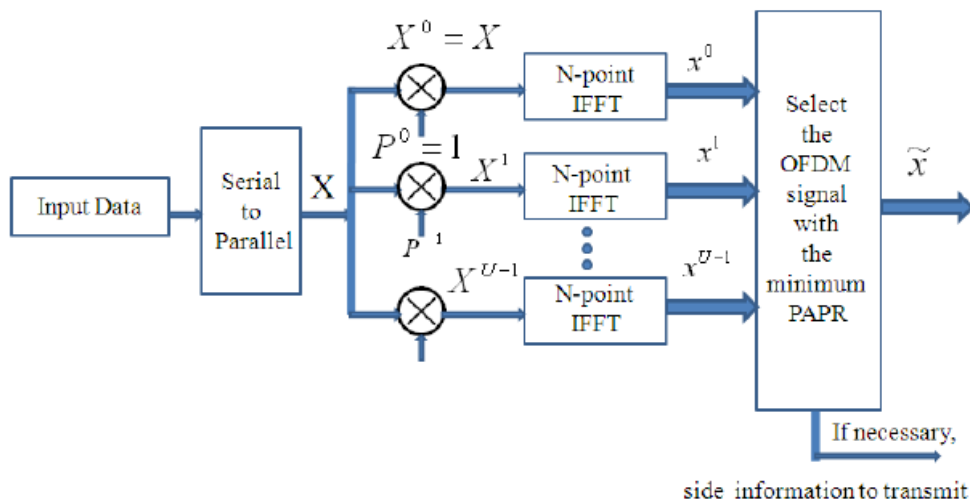 X⁰ = X
N-point
IFFT
x⁰
P⁰ = 1
Input Data
Serial
to
Parallel
X
X¹
N-point
IFFT
x¹
P¹
X^{U-1}
N-point
IFFT
x^{U-1}
Select
the
OFDM
signal
with
the
minimum
PAPR
x̃
If necessary,
side information to transmit